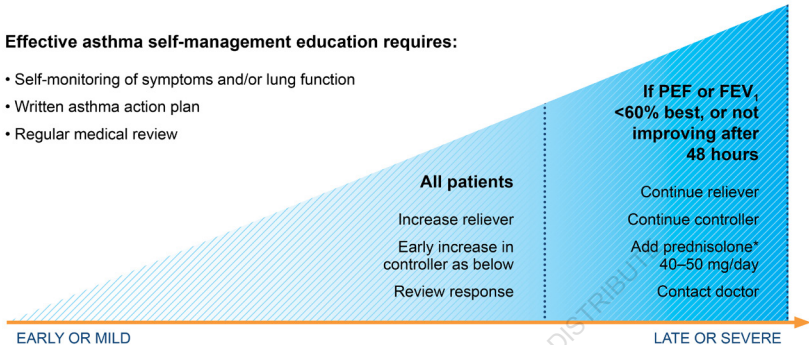 Effective asthma self-management education requires:
• Self-monitoring of symptoms and/or lung function
• Written asthma action plan
• Regular medical review
All patients
Increase reliever
Early increase in
controller as below
Review response
If PEF or FEV1
<60% best, or not
improving after
48 hours
Continue reliever
Continue controller
Add prednisolone*
40–50 mg/day
Contact doctor
DISTRIBUTE
EARLY OR MILD
LATE OR SEVERE